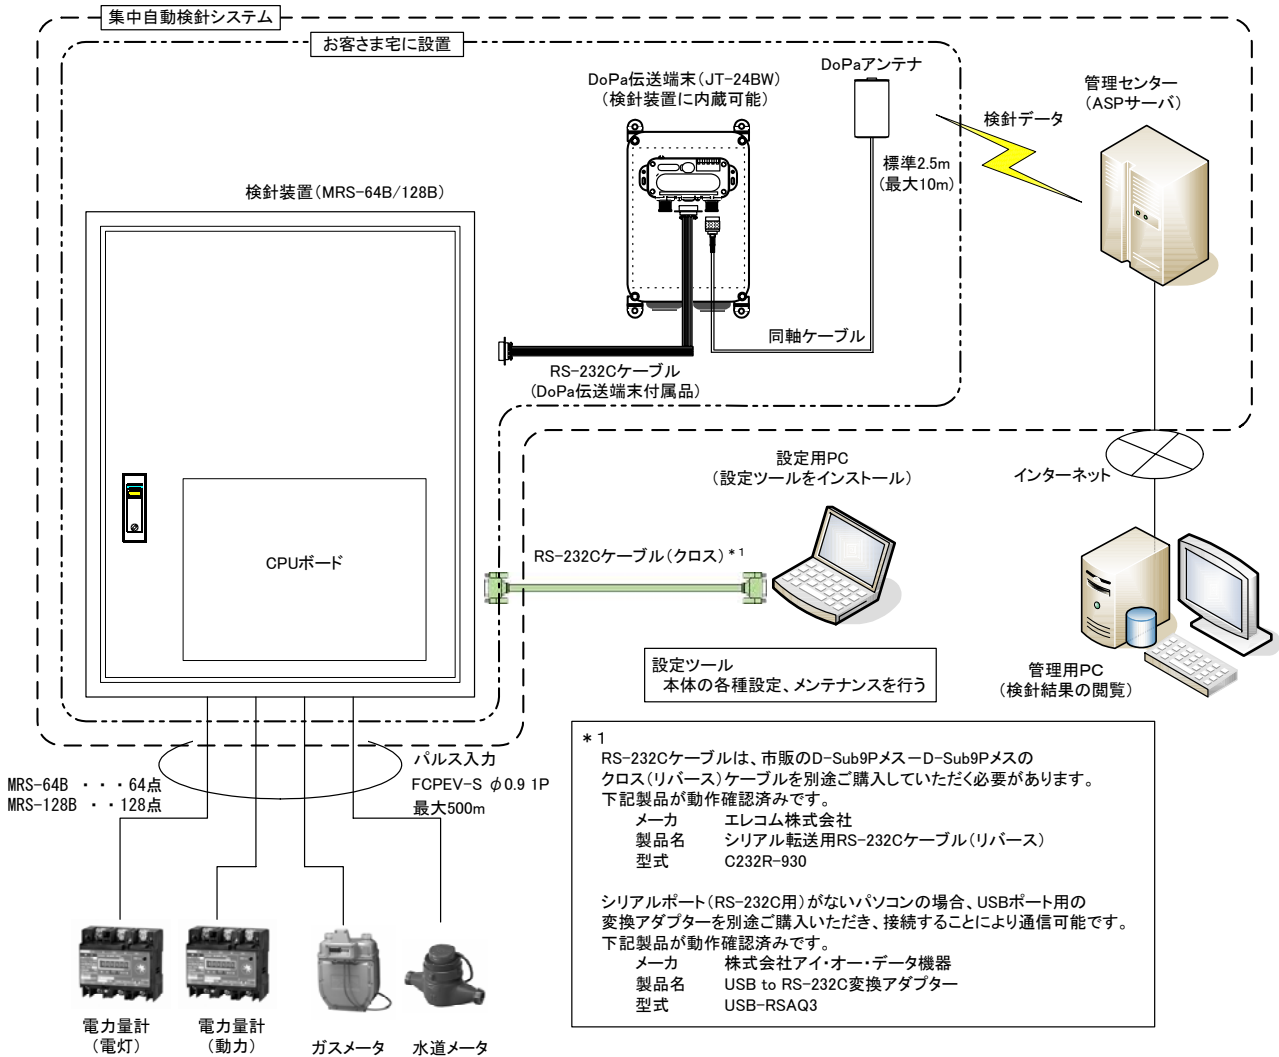 集中自動検針システム
お客さま宅に設置
DoPa伝送端末(JT-24BW)
(検針装置に内蔵可能)
DoPaアンテナ
標準2.5m
(最大10m)
検針データ
管理センター
(ASPサーバ)
検針装置(MRS-64B/128B)
同軸ケーブル
RS-232Cケーブル
(DoPa伝送端末付属品)
設定用PC
(設定ツールをインストール)
インターネット
CPUボード
RS-232Cケーブル(クロス)*1
設定ツール
本体の各種設定、メンテナンスを行う
管理用PC
(検針結果の閲覧)
MRS-64B ・・・64点
MRS-128B ・・128点
パルス入力
FCPEV-S φ0.9 1P
最大500m
*1
RS-232Cケーブルは、市販のD-Sub9Pメス－D-Sub9Pメスの
クロス(リバース)ケーブルを別途ご購入していただく必要があります。
下記製品が動作確認済みです。
メーカ エレコム株式会社
製品名 シリアル転送用RS-232Cケーブル(リバース)
型式 C232R-930
シリアルポート(RS-232C用)がないパソコンの場合、USBポート用の
変換アダプターを別途ご購入いただき、接続することにより通信可能です。
下記製品が動作確認済みです。
メーカ 株式会社アイ・オー・データ機器
製品名 USB to RS-232C変換アダプター
型式 USB-RSAQ3
電力量計
(電灯)
電力量計
(動力)
ガスメータ
水道メータ